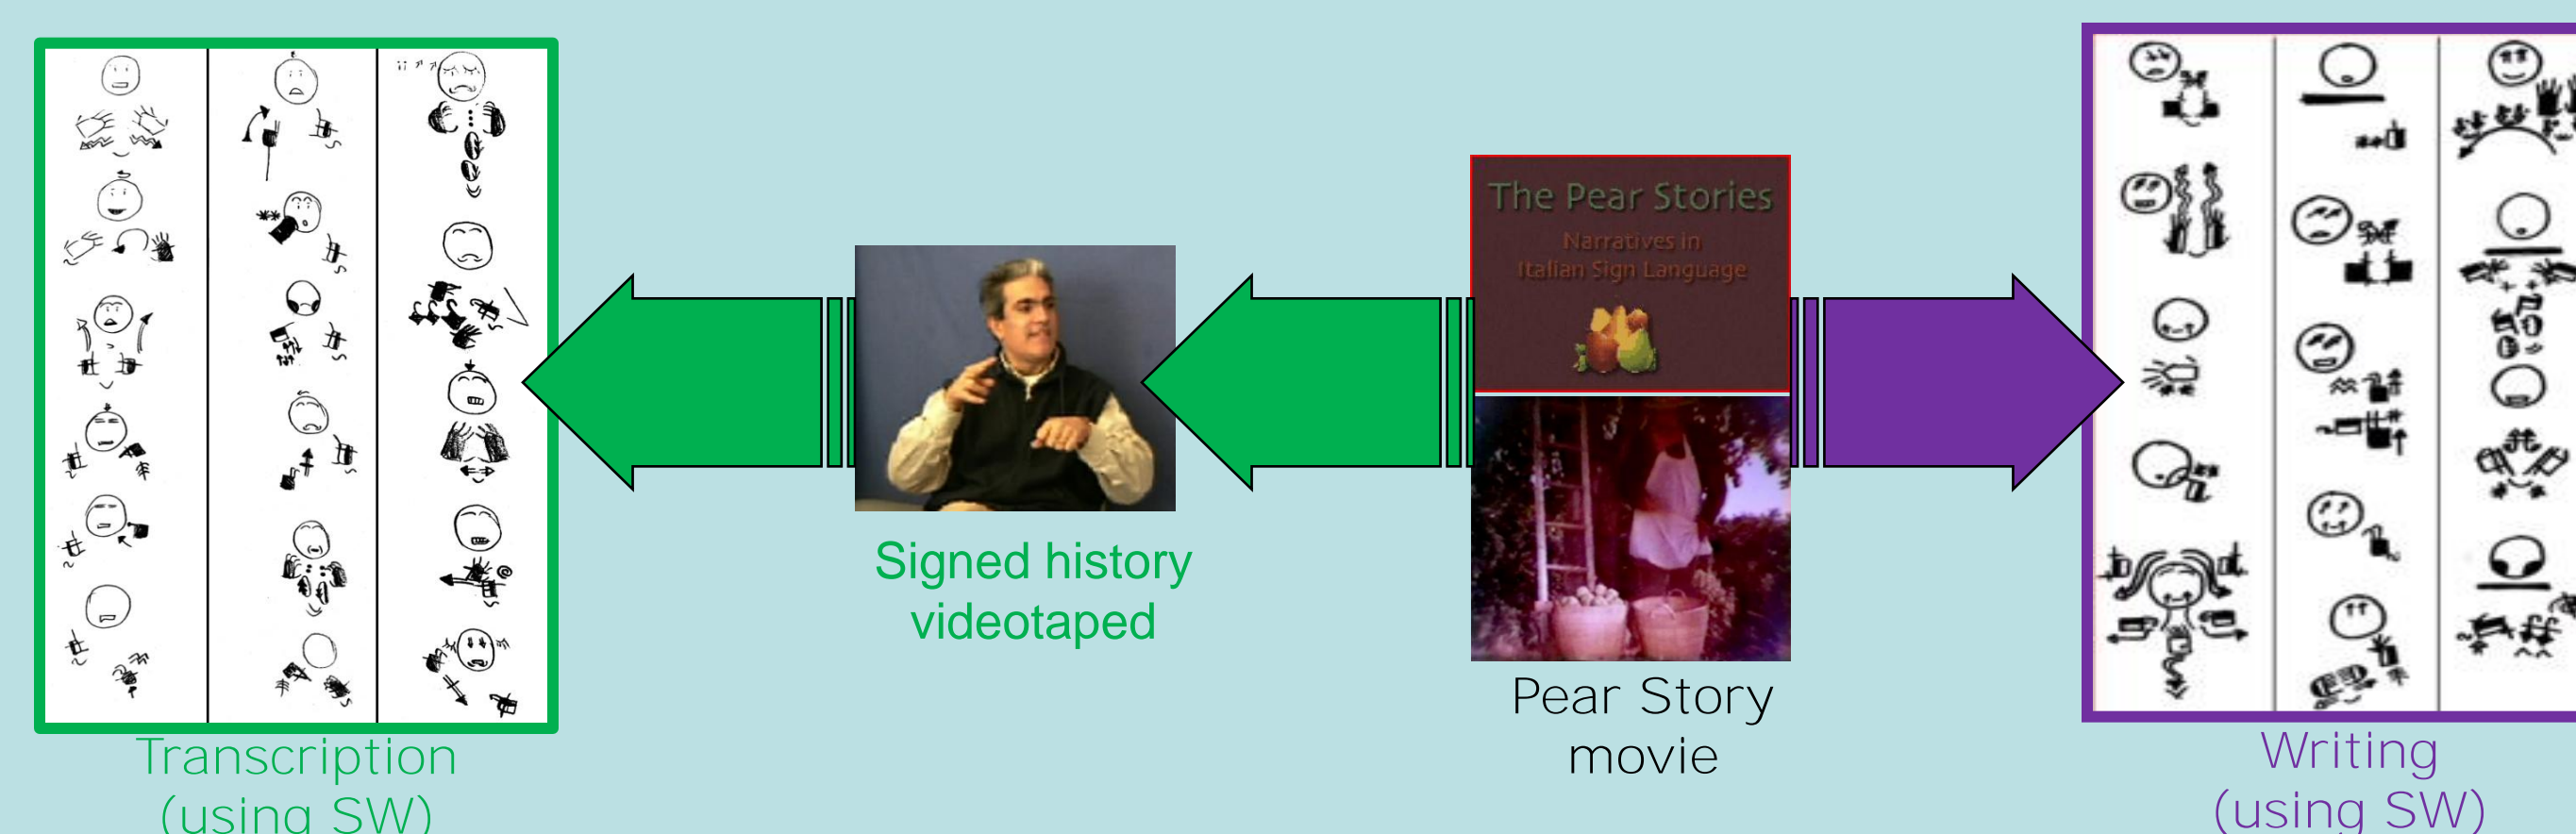 The Pear Stories
Narratives in
Italian Sign Language
Signed history
videotaped
Pear Story
movie
Transcription
(using SW)
Writing
(using SW)